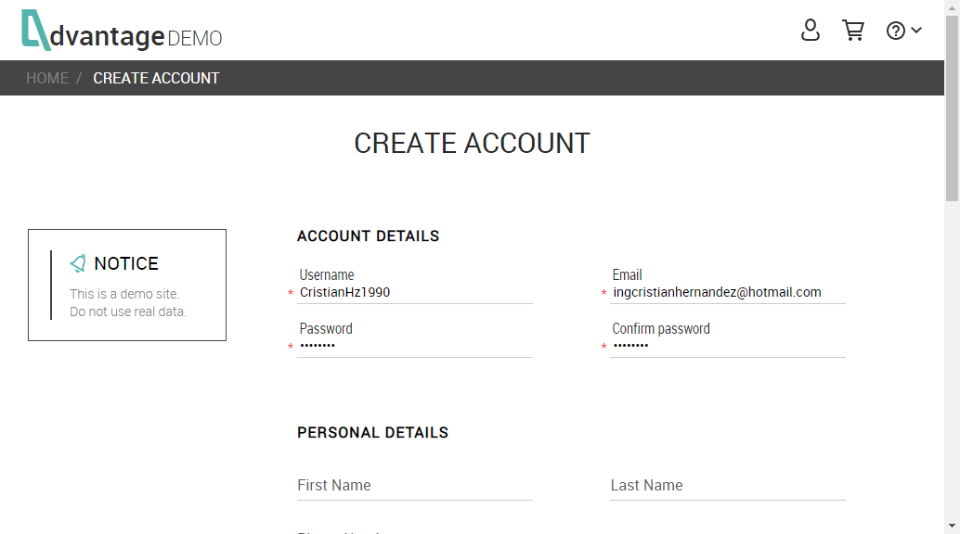 dvantage DEMO
HOME / CREATE ACCOUNT
CREATE ACCOUNT
NOTICE
This is a demo site.
Do not use real data.
ACCOUNT DETAILS
Username Email
* CristianHz1990 * ingcristianhernandez@hotmail.com
Password Confirm password
* •••••••• * ••••••••
PERSONAL DETAILS
First Name Last Name